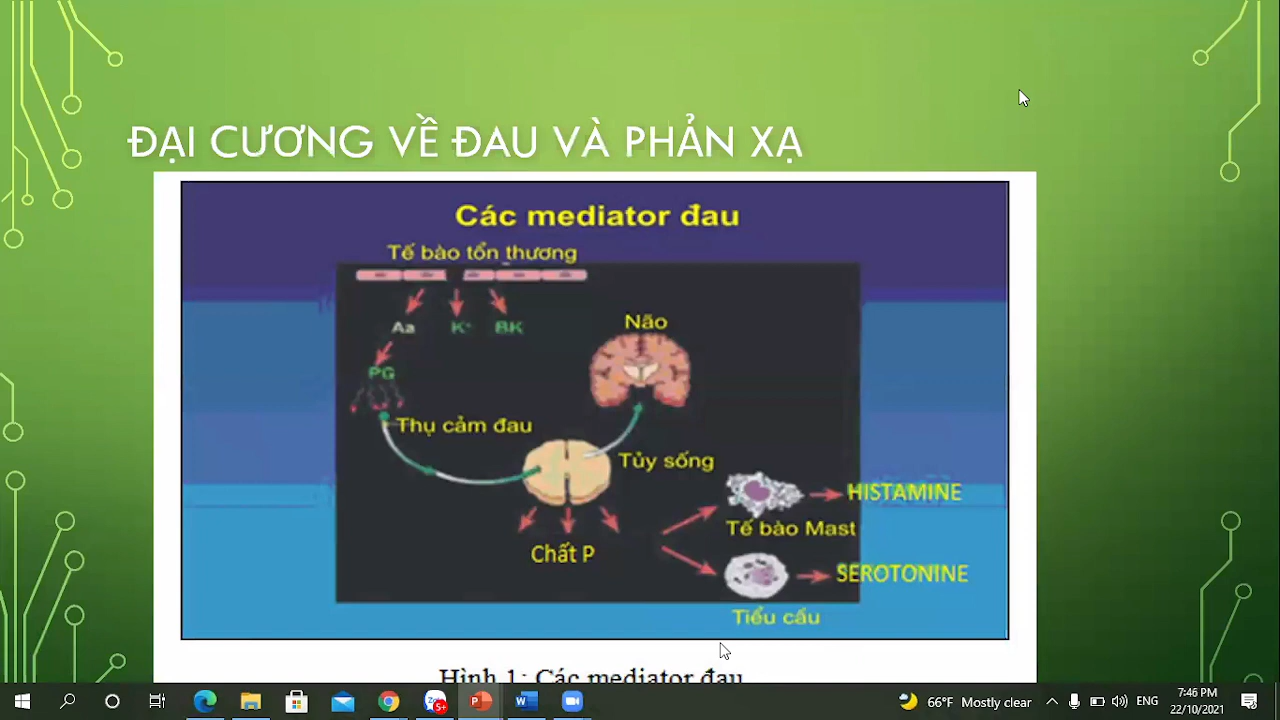 ĐẠI CƯƠNG VỀ ĐAU VÀ PHẢN XẠ
Các mediator đau
Tế bào tổn thương
Aa K⁺ BK
Não
PG
Thụ cảm đau
Tủy sống
HISTAMINE
Tế bào Mast
Chất P
SEROTONINE
Tiểu cầu
Hình 1: Các mediator đau
5+
66°F Mostly clear
ENG
7:46 PM
22/10/2021